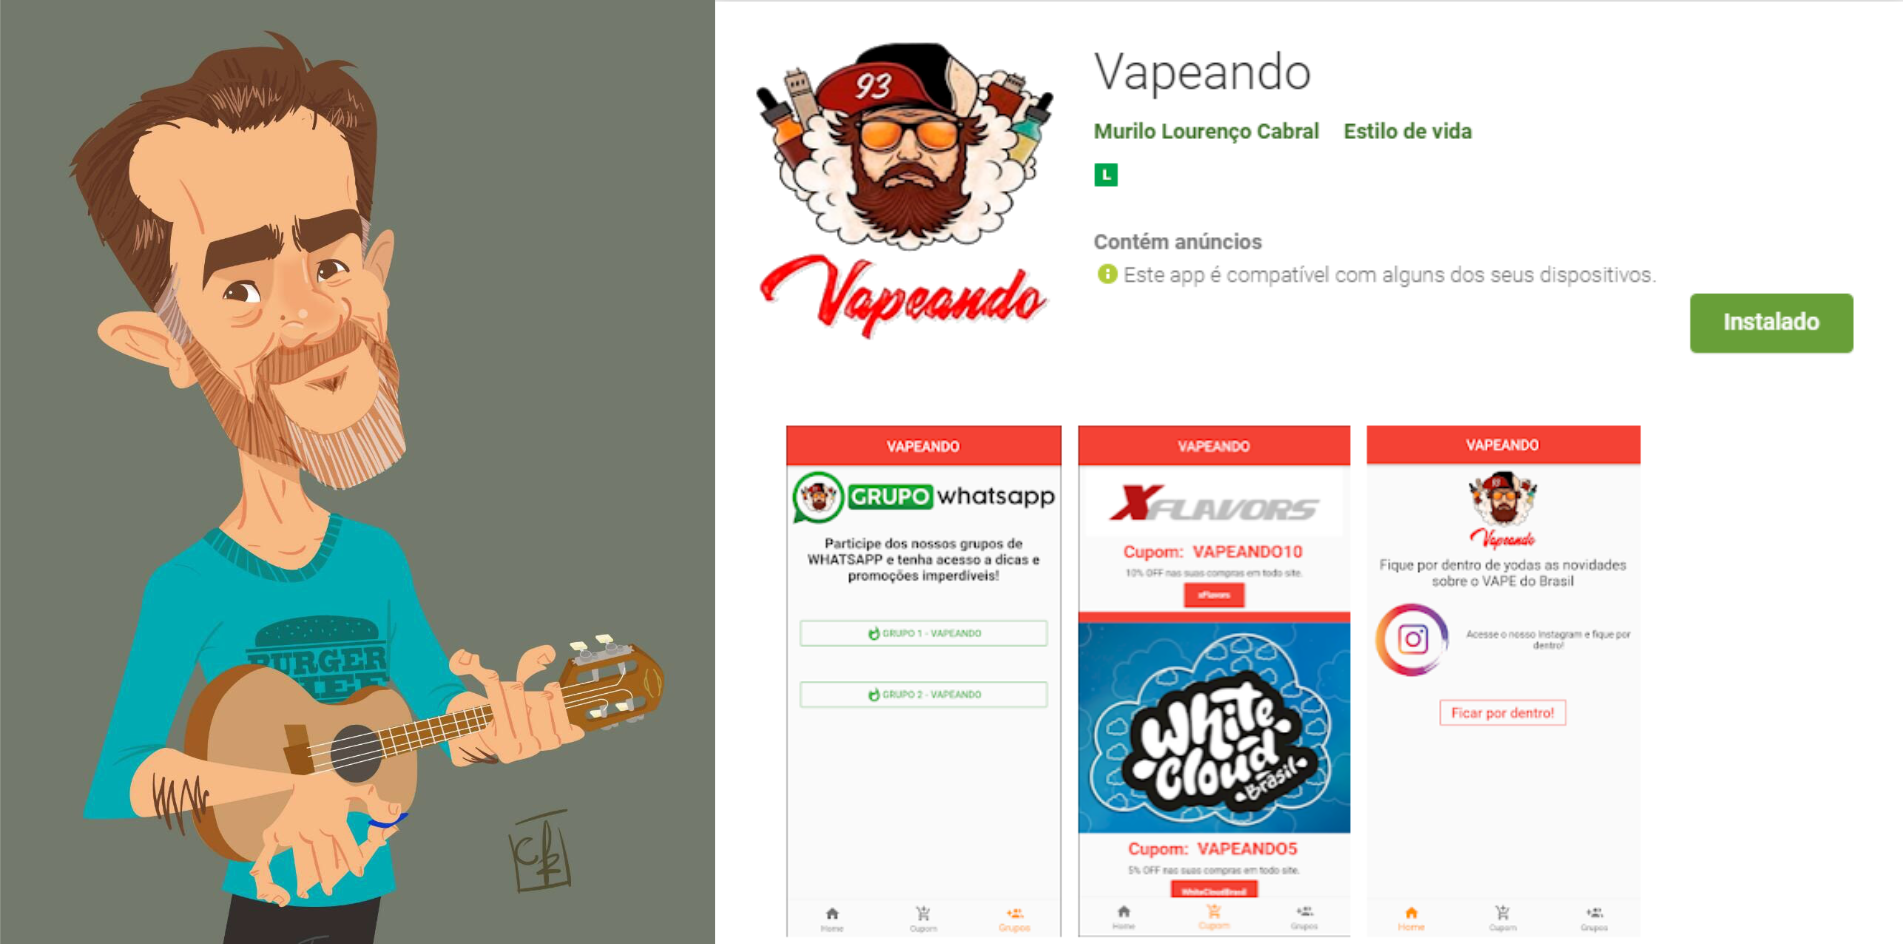 BURGER
93
Vapeando
Vapeando
Murilo Lourenço Cabral Estilo de vida
L
Contém anúncios
Este app é compatível com alguns dos seus dispositivos.
Instalado
VAPEANDO
GRUPO whatsapp
Participe dos nossos grupos de
WHATSAPP e tenha acesso a dicas e
promoções imperdíveis!
GRUPO 1 - VAPEANDO
GRUPO 2 - VAPEANDO
Home Cupom Grupos
VAPEANDO
XFLAVORS
Cupom: VAPEANDO10
10% OFF nas suas compras em todo site.
xFlavors
White
Cloud
Brasil
Cupom: VAPEANDO5
5% OFF nas suas compras em todo site.
WhiteCloudBrasil
Home Cupom Grupos
VAPEANDO
Vapeando
Fique por dentro de yodas as novidades
sobre o VAPE do Brasil
Acesse o nosso Instagram e fique por
dentro!
Ficar por dentro!
Home Cupom Grupos